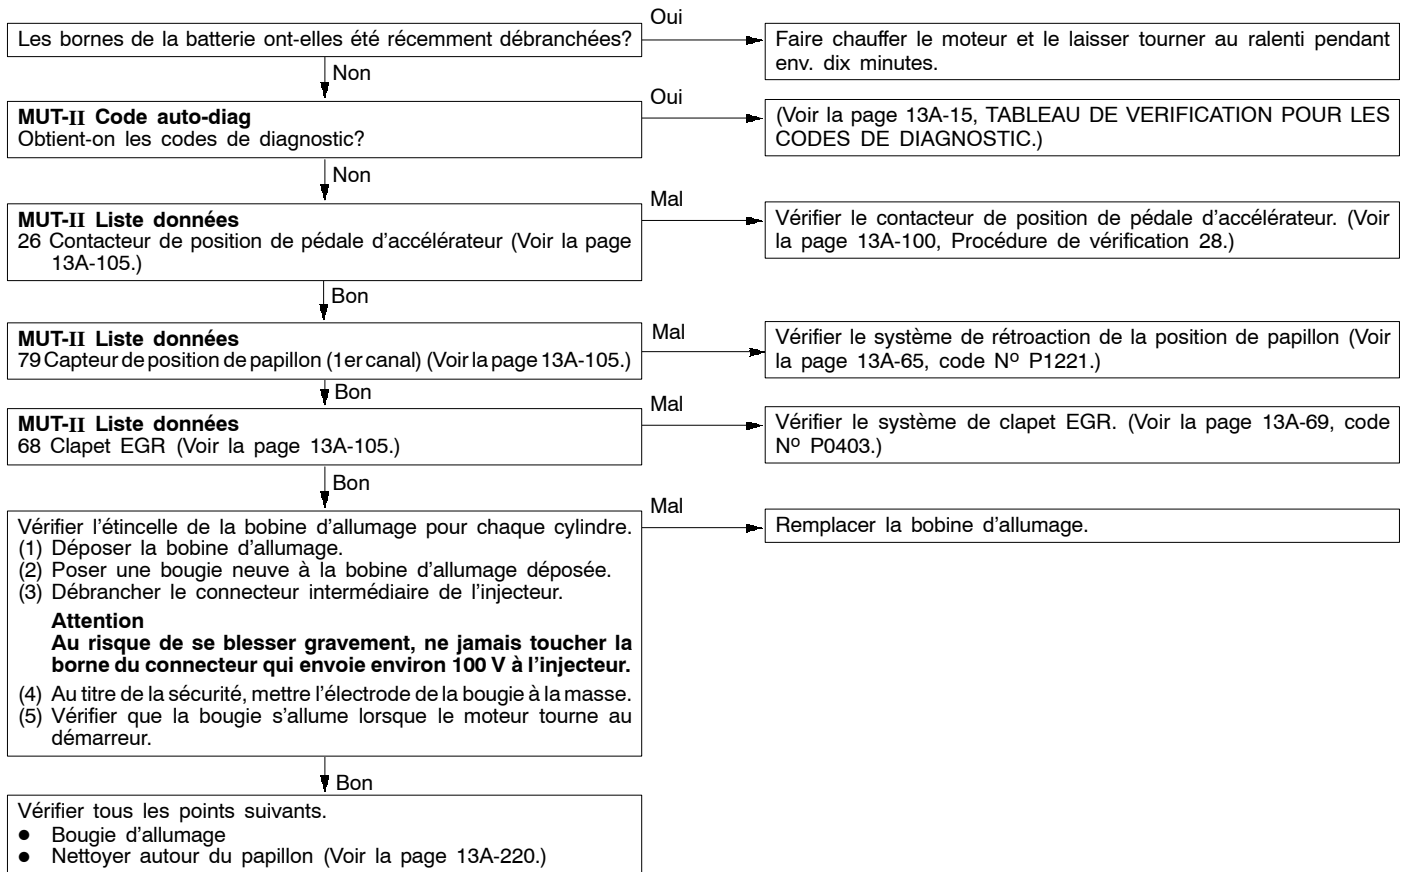 Les bornes de la batterie ont-elles été récemment débranchées?
Oui
Faire chauffer le moteur et le laisser tourner au ralenti pendant
env. dix minutes.
Non
MUT-II Code auto-diag
Obtient-on les codes de diagnostic?
Oui
(Voir la page 13A-15, TABLEAU DE VERIFICATION POUR LES
CODES DE DIAGNOSTIC.)
Non
MUT-II Liste données
26 Contacteur de position de pédale d'accélérateur (Voir la page
13A-105.)
Mal
Vérifier le contacteur de position de pédale d'accélérateur. (Voir
la page 13A-100, Procédure de vérification 28.)
Bon
MUT-II Liste données
79 Capteur de position de papillon (1er canal) (Voir la page 13A-105.)
Mal
Vérifier le système de rétroaction de la position de papillon (Voir
la page 13A-65, code Nº P1221.)
Bon
MUT-II Liste données
68 Clapet EGR (Voir la page 13A-105.)
Mal
Vérifier le système de clapet EGR. (Voir la page 13A-69, code
Nº P0403.)
Bon
Vérifier l'étincelle de la bobine d'allumage pour chaque cylindre.
(1) Déposer la bobine d'allumage.
(2) Poser une bougie neuve à la bobine d'allumage déposée.
(3) Débrancher le connecteur intermédiaire de l'injecteur.
Attention
Au risque de se blesser gravement, ne jamais toucher la
borne du connecteur qui envoie environ 100 V à l'injecteur.
(4) Au titre de la sécurité, mettre l'électrode de la bougie à la masse.
(5) Vérifier que la bougie s'allume lorsque le moteur tourne au
démarreur.
Mal
Remplacer la bobine d'allumage.
Bon
Vérifier tous les points suivants.
● Bougie d'allumage
● Nettoyer autour du papillon (Voir la page 13A-220.)